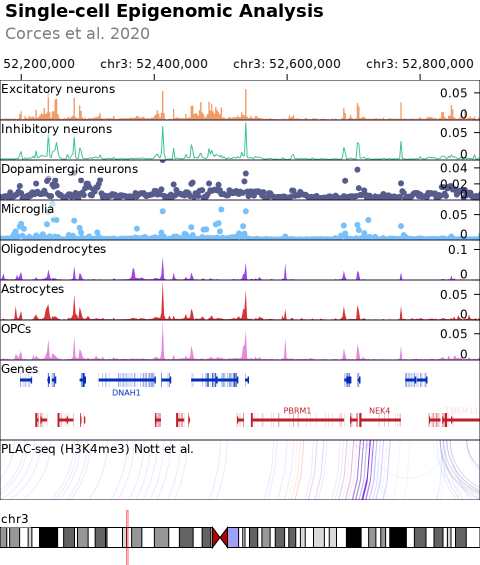 Single-cell Epigenomic Analysis
Corces et al. 2020
52,200,000 chr3: 52,400,000 chr3: 52,600,000 chr3: 52,800,000
Excitatory neurons 0.05
0
Inhibitory neurons 0.05
0
Dopaminergic neurons 0.04
0.02
0
Microglia 0.05
0
Oligodendrocytes 0.1
0
Astrocytes 0.05
0
OPCs 0.05
0
Genes
DNAH1
PBRM1 NEK4
PLAC-seq (H3K4me3) Nott et al.
chr3